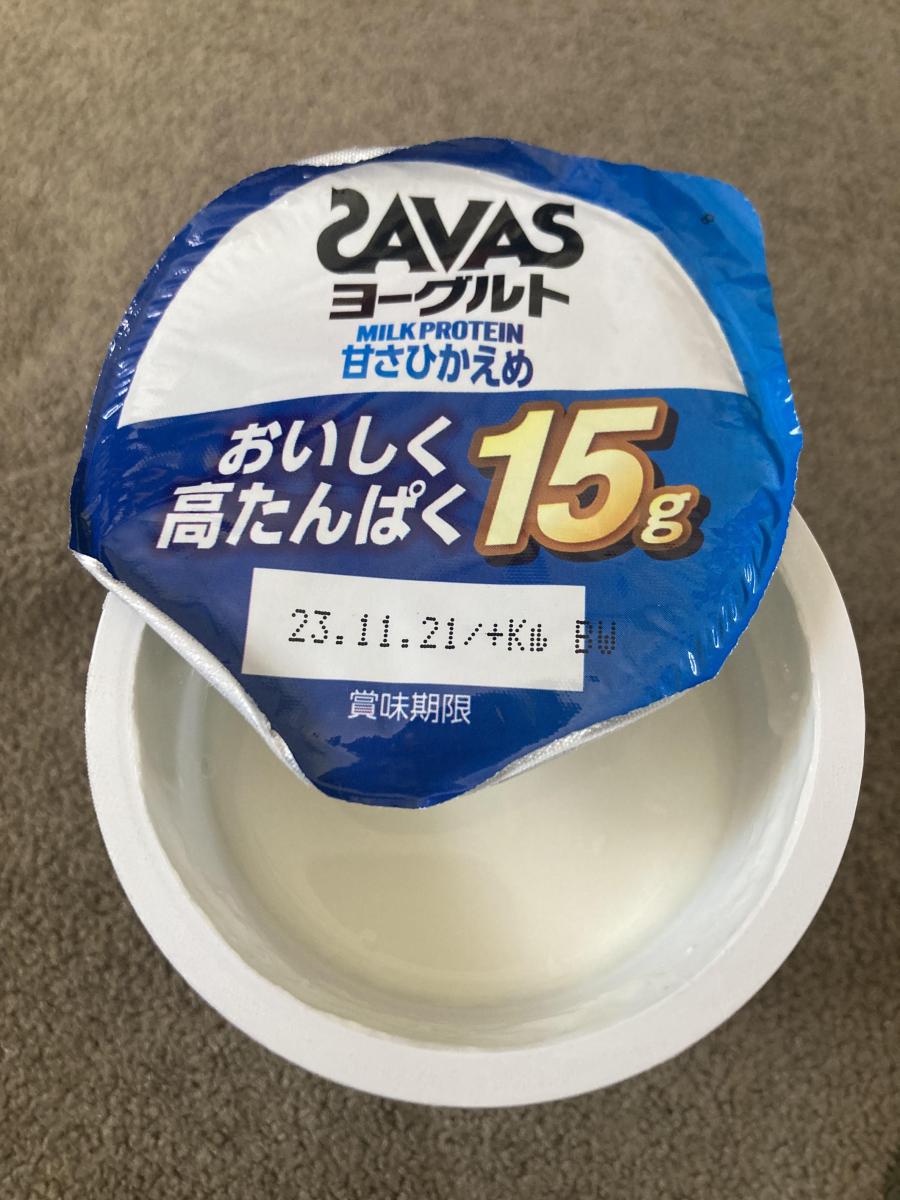 SAVAS
ヨーグルト
MILK PROTEIN
甘さひかえめ
おいしく
高たんぱく 15g
23.11.21/+K BW
賞味期限